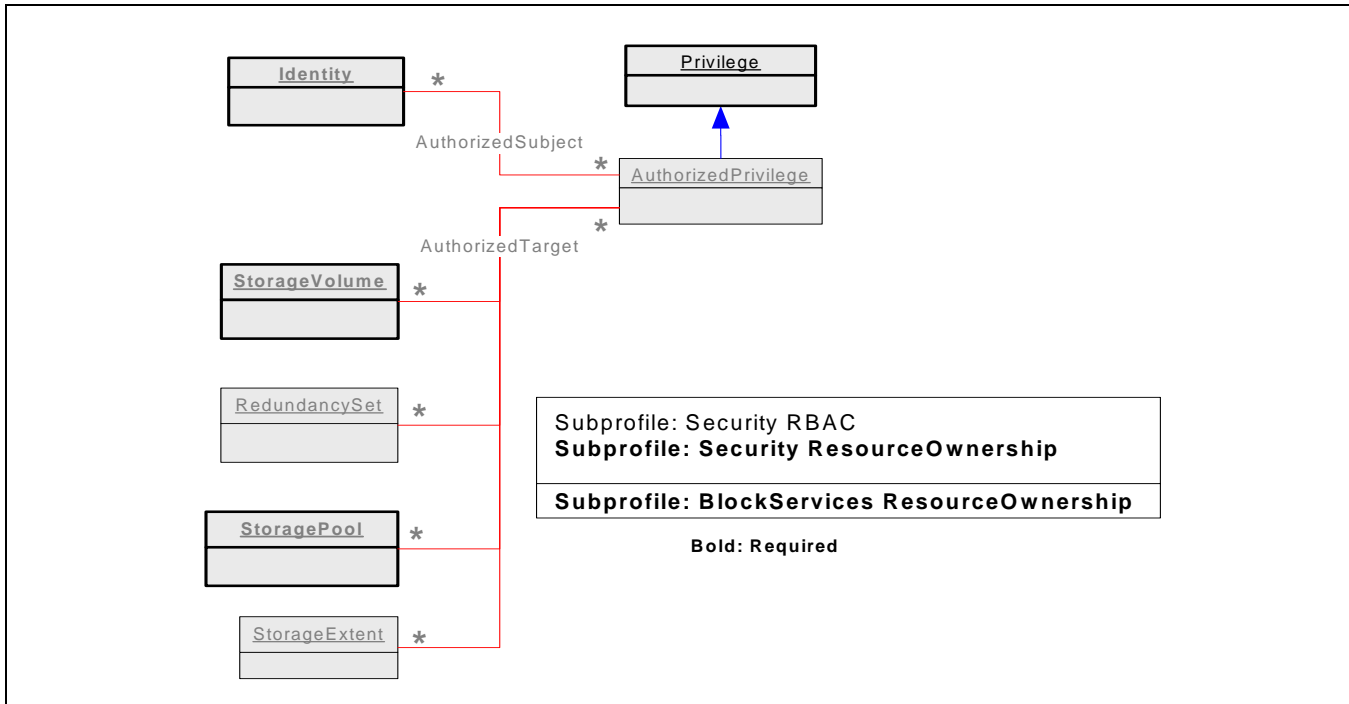 Identity
*
Privilege
AuthorizedSubject
*
AuthorizedPrivilege
*
AuthorizedTarget
StorageVolume
*
RedundancySet
*
Subprofile: Security RBAC
Subprofile: Security ResourceOwnership
Subprofile: BlockServices ResourceOwnership
StoragePool
*
Bold: Required
StorageExtent
*